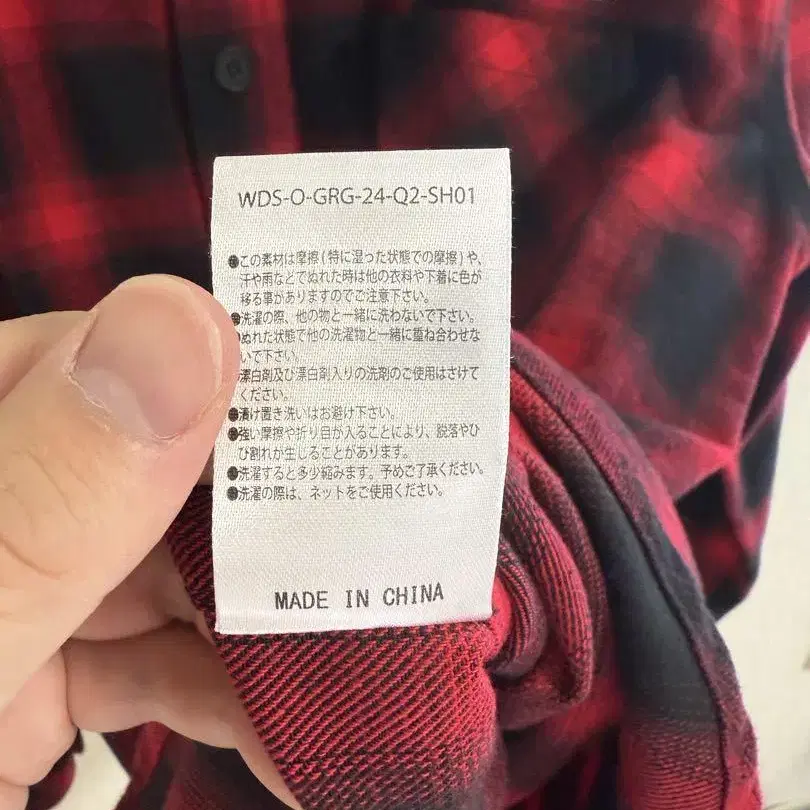 WDS-O-GRG-24-Q2-SH01
●この素材は摩擦(特に湿った状態での摩擦)や、
汗や雨などでぬれた時は他の衣料や下着に色が
移る事がありますのでご注意下さい。
●洗濯の際、他の物と一緒に洗わないで下さい。
ぬれた状態で他の洗濯物と一緒に重ね合わせな
いで下さい。
漂白剤及び漂白剤入りの洗剤のご使用はさけて
ください。
●漬け置き洗いはお避け下さい。
●強い摩擦や折り目が入ることにより、脱落やひ
び割れが生じることがあります。
●洗濯すると多少縮みます。予めご了承ください。
●洗濯の際は、ネットをご使用ください。
MADE IN CHINA